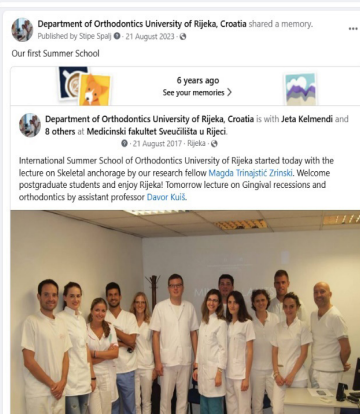 Department of Orthodontics University of Rijeka, Croatia shared a memory.
Published by Stipe Spalj · 21 August 2023 ·
Our first Summer School
6 years ago
See your memories >
Department of Orthodontics University of Rijeka, Croatia is with Jeta Kelmendi and
8 others at Medicinski fakultet Sveučilišta u Rijeci.
· 21 August 2017 · Rijeka ·
International Summer School of Orthodontics University of Rijeka started today with the
lecture on Skeletal anchorage by our research fellow Magda Trinajstić Zrinski. Welcome
postgraduate students and enjoy Rijeka! Tomorrow lecture on Gingival recessions and
orthodontics by assistant professor Davor Kuiš.